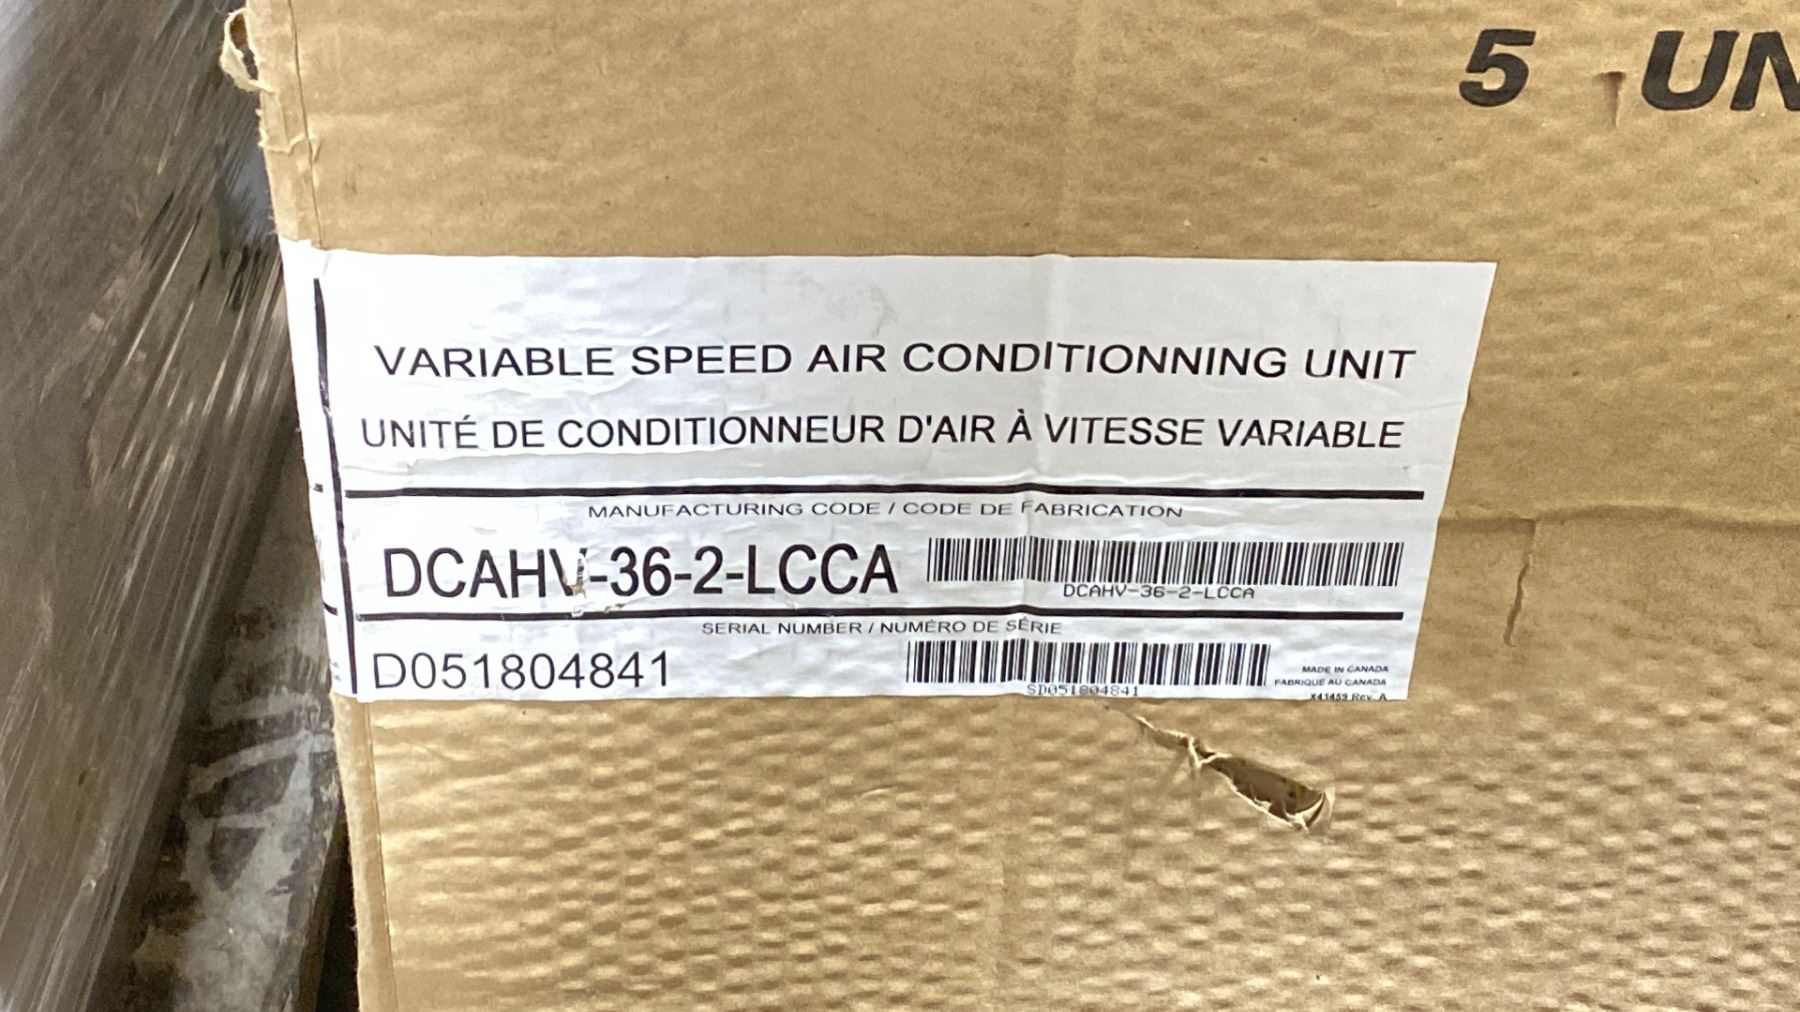 5 UN
VARIABLE SPEED AIR CONDITIONNING UNIT
UNITÉ DE CONDITIONNEUR D'AIR À VITESSE VARIABLE
MANUFACTURING CODE / CODE DE FABRICATION
DCAHV-36-2-LCCA
DCAHV-36-2-LCCA
SERIAL NUMBER / NUMÉRO DE SÉRIE
D051804841
SD051804841
MADE IN CANADA
FABRIQUE AU CANADA
X41459 Rev. A